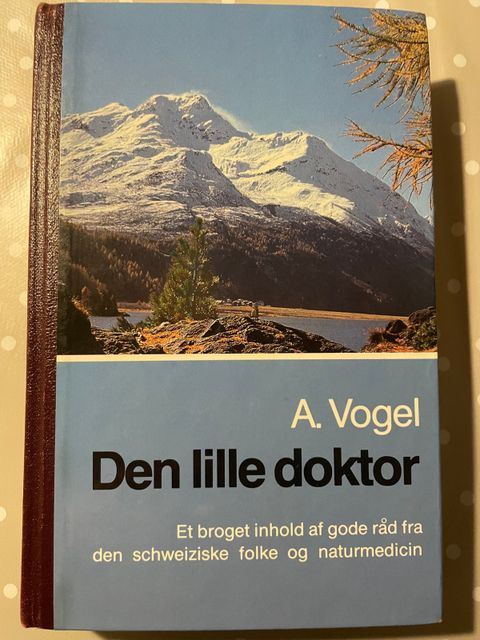 A. Vogel
Den lille doktor
Et broget inhold af gode råd fra
den schweiziske folke og naturmedicin